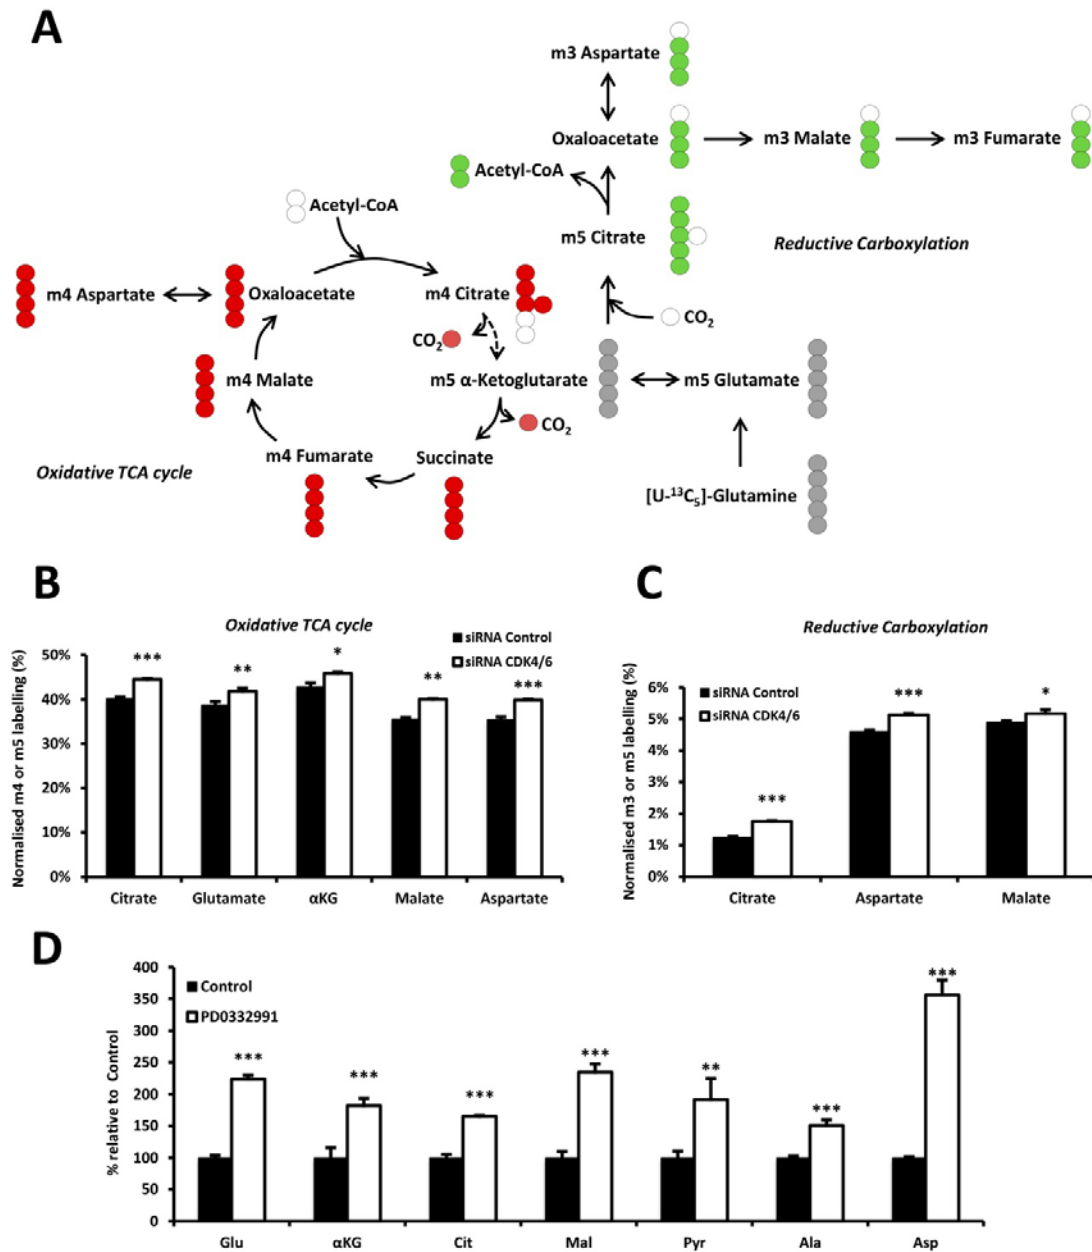 A
m3 Aspartate
Oxaloacetate
m3 Malate
m3 Fumarate
Acetyl-CoA
Acetyl-CoA
m5 Citrate
Reductive Carboxylation
m4 Aspartate
Oxaloacetate
m4 Citrate
CO2
CO2
m4 Malate
m5 α-Ketoglutarate
m5 Glutamate
CO2
m4 Fumarate
Succinate
Oxidative TCA cycle
[U-¹³C₅]-Glutamine
B
Oxidative TCA cycle
siRNA Control
siRNA CDK4/6
Normalised m4 or m5 labelling (%)
50%
40%
30%
20%
10%
0%
***
**
*
**
***
Citrate
Glutamate
αKG
Malate
Aspartate
C
Reductive Carboxylation
siRNA Control
siRNA CDK4/6
Normalised m3 or m5 labelling (%)
6%
5%
4%
3%
2%
1%
0%
***
***
*
Citrate
Aspartate
Malate
D
Control
PD0332991
% relative to Control
400
350
300
250
200
150
100
50
0
***
***
***
***
**
***
***
Glu
αKG
Cit
Mal
Pyr
Ala
Asp